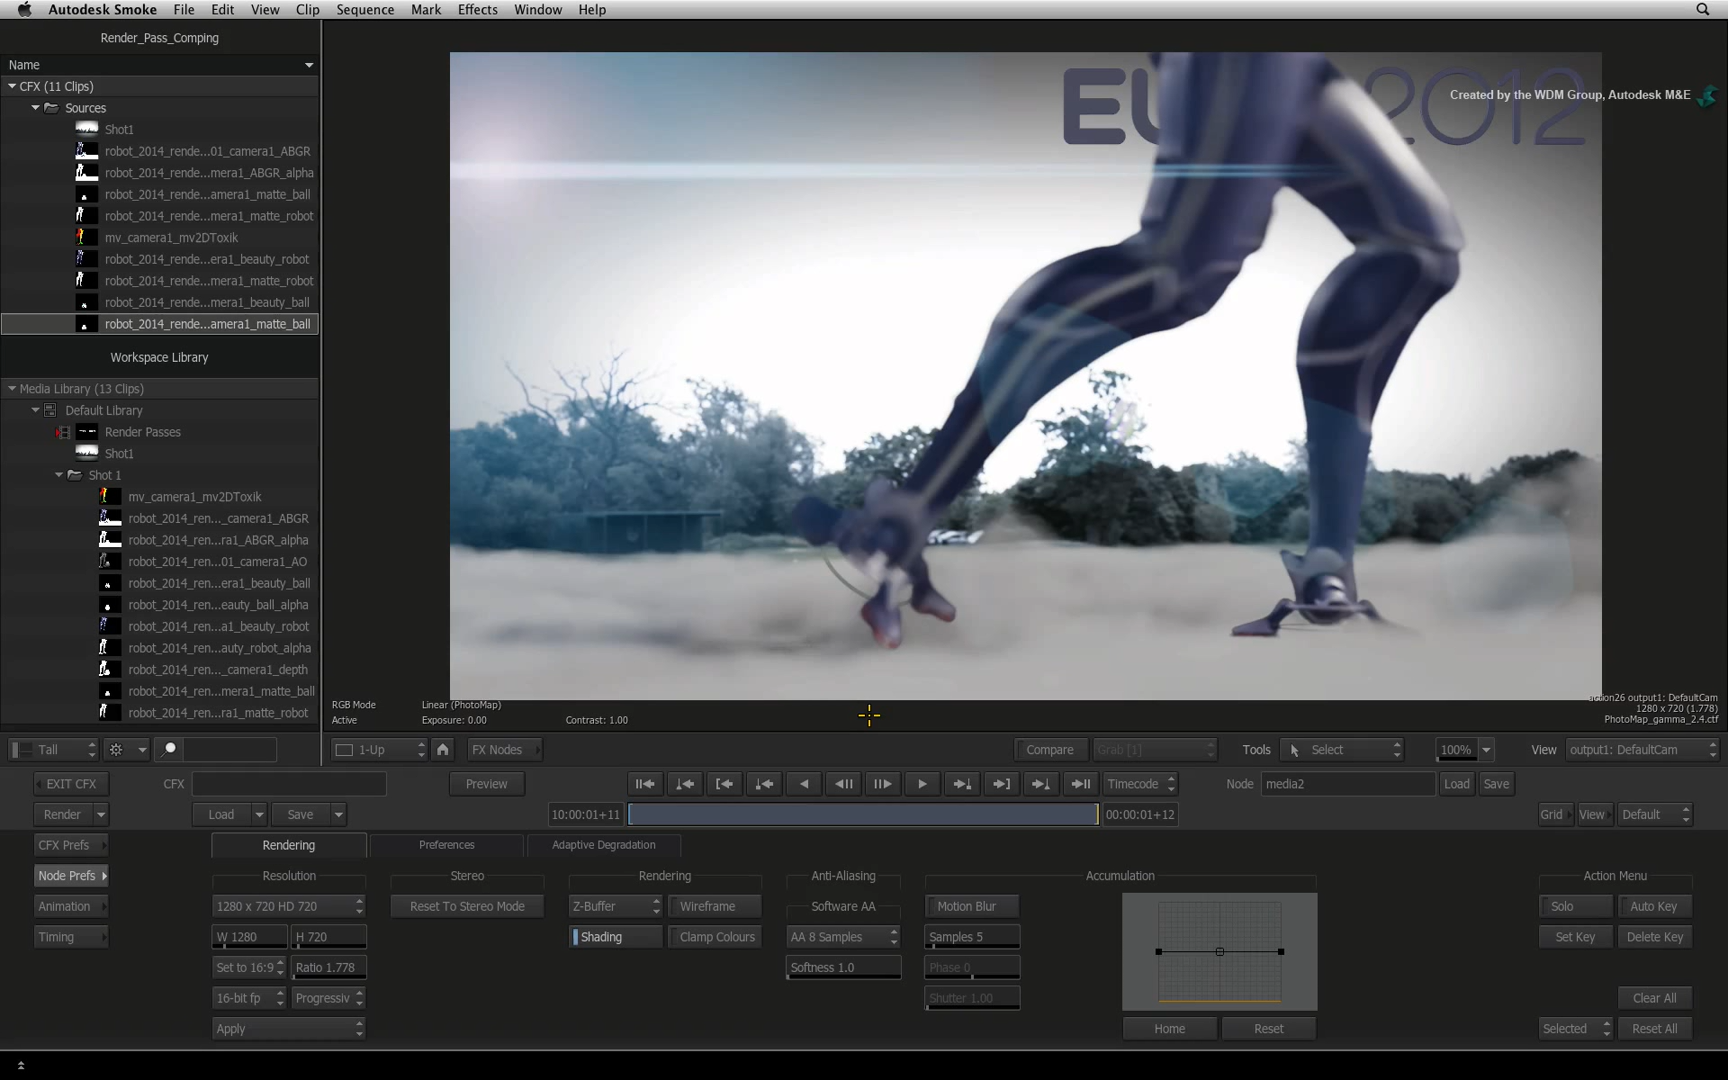 Autodesk Smoke File Edit View Clip Sequence Mark Effects Window Help
Render_Pass_Comping
Name
CFX (11 Clips)
Sources
Shot1
robot_2014_rende...01_camera1_ABGR
robot_2014_rende...mera1_ABGR_alpha
robot_2014_rende...amera1_matte_ball
robot_2014_rende...mera1_matte_robot
mv_camera1_mv2DToxik
robot_2014_rende...era1_beauty_robot
robot_2014_rende...mera1_matte_robot
robot_2014_rende...mera1_beauty_ball
robot_2014_rende...amera1_matte_ball
Workspace Library
Media Library (13 Clips)
Default Library
Render Passes
Shot1
Shot 1
mv_camera1_mv2DToxik
robot_2014_ren..._camera1_ABGR
robot_2014_ren...ra1_ABGR_alpha
robot_2014_ren...01_camera1_AO
robot_2014_ren...era1_beauty_ball
robot_2014_ren...eauty_ball_alpha
robot_2014_ren...a1_beauty_robot
robot_2014_ren...auty_robot_alpha
robot_2014_ren..._camera1_depth
robot_2014_ren...mera1_matte_ball
robot_2014_ren...ra1_matte_robot
2012
Created by the WDM Group, Autodesk M&E
RGB Mode Linear (PhotoMap)
Active Exposure: 0.00 Contrast: 1.00
action26 output1: DefaultCam
1280 x 720 (1.778)
PhotoMap_gamma_2.4.ctf
Tall 1-Up FX Nodes Compare Grab [1] Tools Select 100% View output1: DefaultCam
EXIT CFX CFX Preview Timecode Node media2 Load Save
Render Load Save 10:00:01+11 00:00:01+12 Grid View Default
CFX Prefs Rendering Preferences Adaptive Degradation
Node Prefs Resolution Stereo Rendering Anti-Aliasing Accumulation Action Menu
Animation 1280 x 720 HD 720 Reset To Stereo Mode Z-Buffer Wireframe Software AA Motion Blur Solo Auto Key
Timing W 1280 H 720 Shading Clamp Colours AA 8 Samples Samples 5 Set Key Delete Key
Set to 16:9 Ratio 1.778 Softness 1.0 Phase 0
16-bit fp Progressiv Shutter 1.00 Clear All
Apply Home Reset Selected Reset All